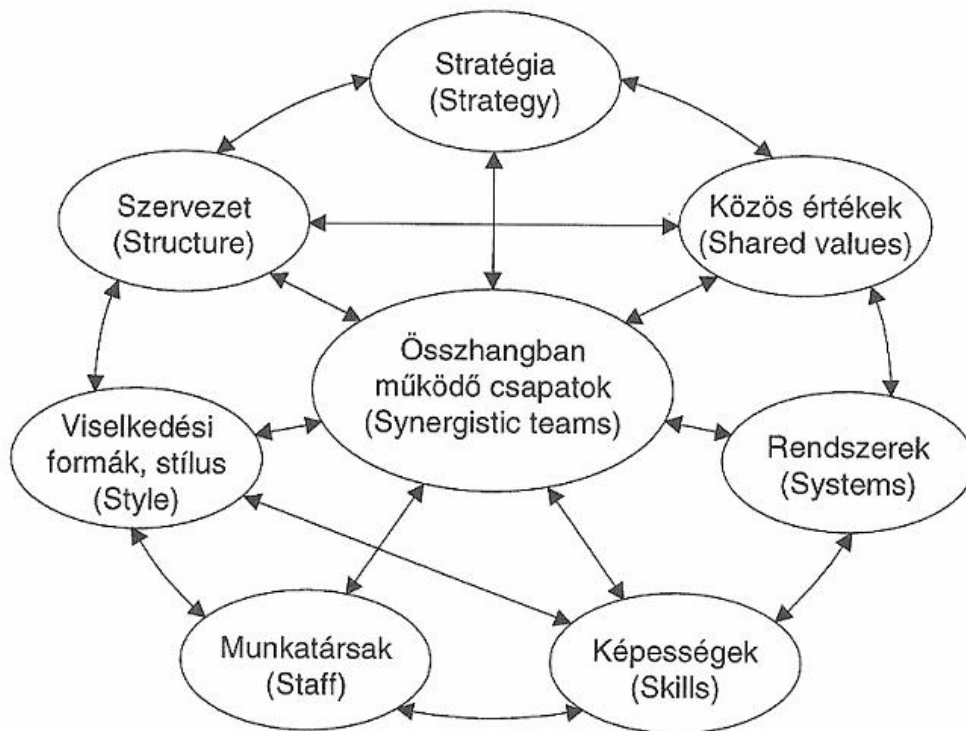 Stratégia
(Strategy)
Szervezet
(Structure)
Közös értékek
(Shared values)
Összhangban
működő csapatok
(Synergistic teams)
Viselkedési
formák, stílus
(Style)
Rendszerek
(Systems)
Munkatársak
(Staff)
Képességek
(Skills)